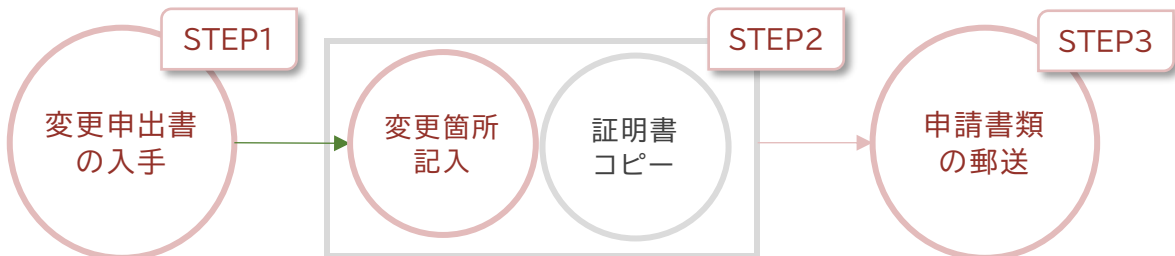 STEP1
変更申出書
の入手
STEP2
変更箇所
記入
証明書
コピー
STEP3
申請書類
の郵送